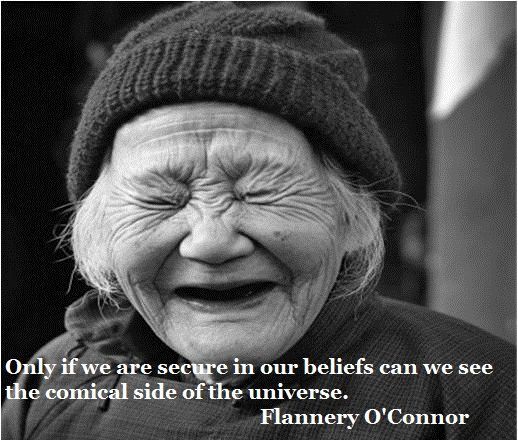 Only if we are secure in our beliefs can we see
the comical side of the universe.
Flannery O'Connor